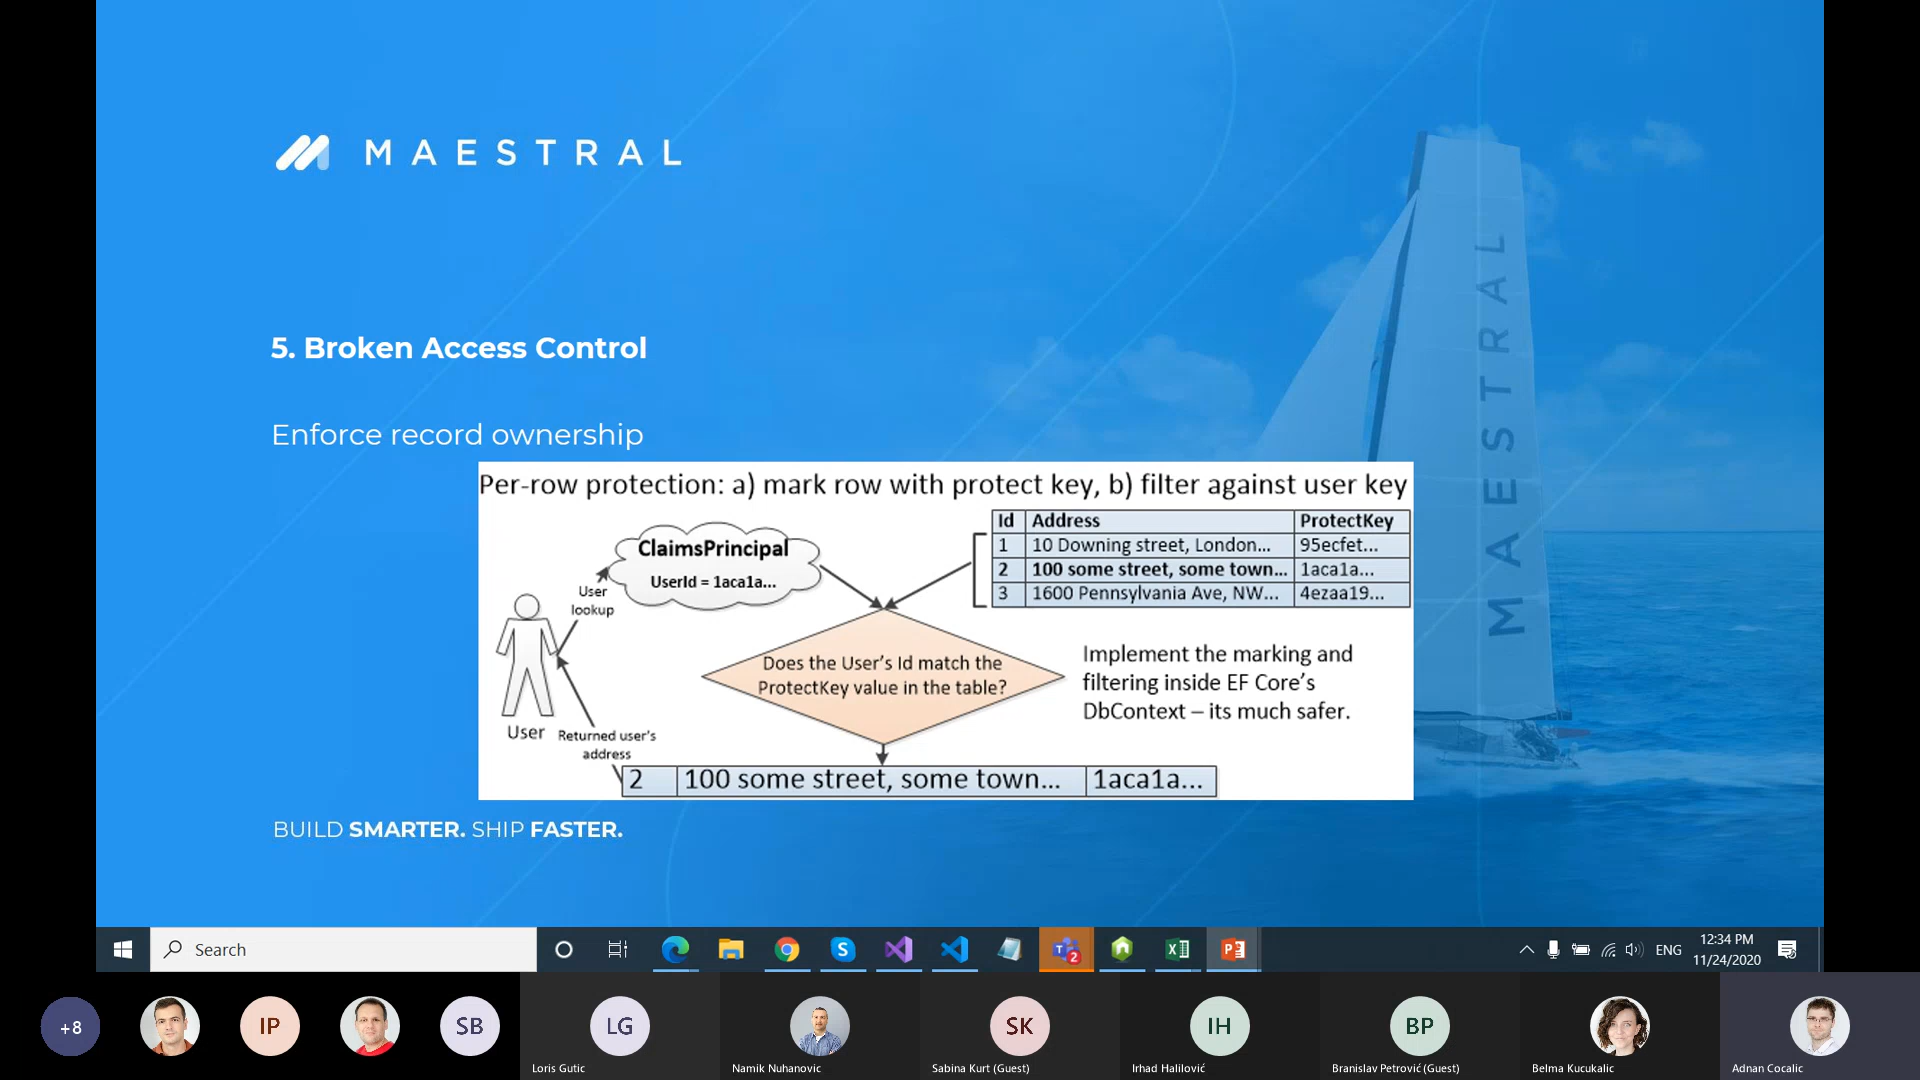 MAESTRAL
MAESTRAL
5. Broken Access Control
Enforce record ownership
Per-row protection: a) mark row with protect key, b) filter against user key
ClaimsPrincipal
UserId = 1aca1a...
User
lookup
Id Address ProtectKey
1 10 Downing street, London... 95ecfet...
2 100 some street, some town... 1aca1a...
3 1600 Pennsylvania Ave, NW... 4ezaa19...
Does the User's Id match the
ProtectKey value in the table?
Implement the marking and
filtering inside EF Core's
DbContext – its much safer.
User
Returned user's
address
2 100 some street, some town... 1aca1a...
BUILD SMARTER. SHIP FASTER.
Search
2
ENG
12:34 PM
11/24/2020
+8
IP
SB
LG
SK
IH
BP
Loris Gutic
Namik Nuhanovic
Sabina Kurt (Guest)
Irhad Halilović
Branislav Petrović (Guest)
Belma Kucukalic
Adnan Cocalic